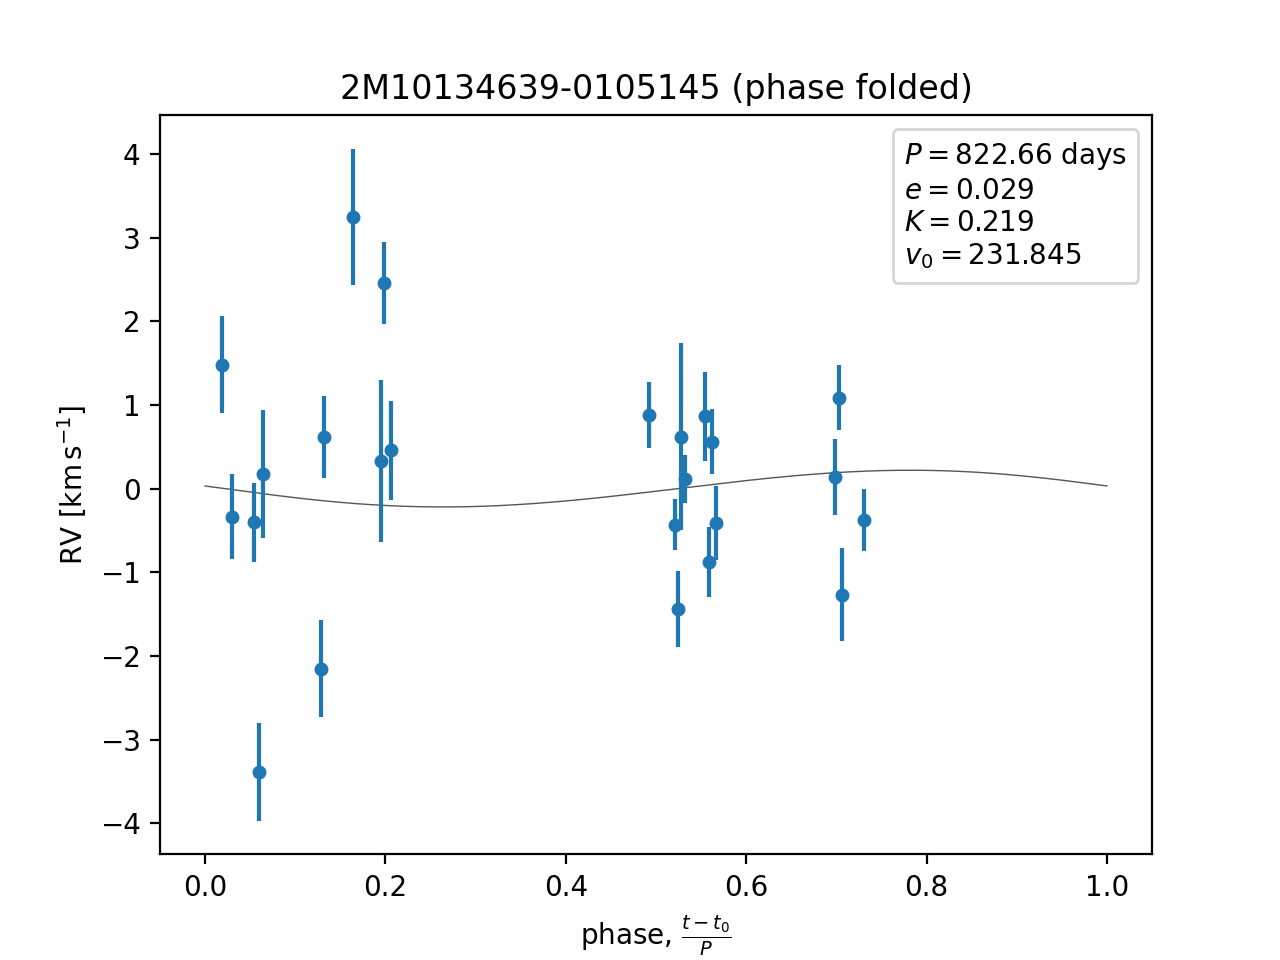 2M10134639-0105145 (phase folded)
P = 822.66 days
e = 0.029
K = 0.219
v₀ = 231.845
4
3
2
1
0
−1
−2
−3
−4
RV [km s⁻¹]
0.0 0.2 0.4 0.6 0.8 1.0
phase, (t − t₀)/P